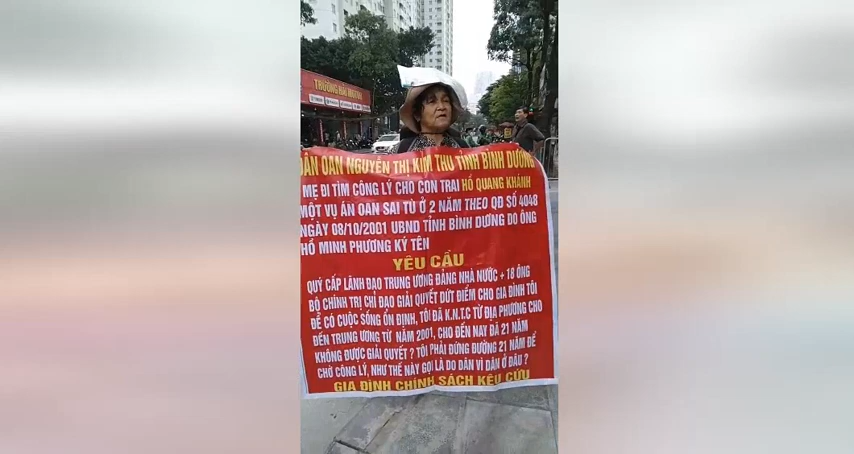 TRƯỜNG HẢI
DÂN OAN NGUYỄN THỊ KIM THU TỈNH BÌNH DƯƠNG
MẸ ĐI TÌM CÔNG LÝ CHO CON TRAI HỒ QUANG KHÁNH
MỘT VỤ ÁN OAN SAI TÙ Ở 2 NĂM THEO QĐ SỐ 4048
NGÀY 08/10/2001 UBND TỈNH BÌNH DƯƠNG DO ÔNG
HỒ MINH PHƯƠNG KÝ TÊN
YÊU CẦU
QUÝ CẤP LÃNH ĐẠO TRUNG ƯƠNG ĐẢNG NHÀ NƯỚC + 18 ÔNG
BỘ CHÍNH TRỊ CHỈ ĐẠO GIẢI QUYẾT DỨT ĐIỂM CHO GIA ĐÌNH TÔI
ĐỂ CÓ CUỘC SỐNG ỔN ĐỊNH, TÔI ĐÃ K.N.T.C TỪ ĐỊA PHƯƠNG CHO
ĐẾN TRUNG ƯƠNG TỪ NĂM 2001, CHO ĐẾN NAY ĐÃ 21 NĂM
KHÔNG ĐƯỢC GIẢI QUYẾT ? TÔI PHẢI ĐỨNG ĐƯỜNG 21 NĂM ĐỂ
CHỜ CÔNG LÝ, NHƯ THẾ NÀY GỌI LÀ DO DÂN VÌ DÂN Ở ĐÂU ?
GIA ĐÌNH CHÍNH SÁCH KÊU CỨU